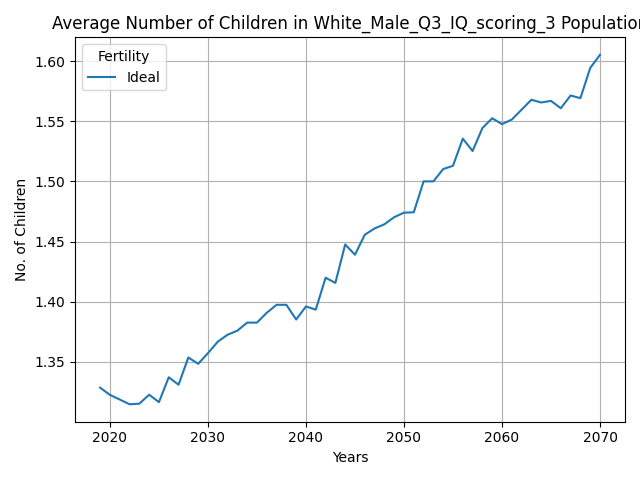 Average Number of Children in White_Male_Q3_IQ_scoring_3 Population
Fertility
Ideal
1.60
1.55
1.50
1.45
1.40
1.35
No. of Children
2020 2030 2040 2050 2060 2070
Years